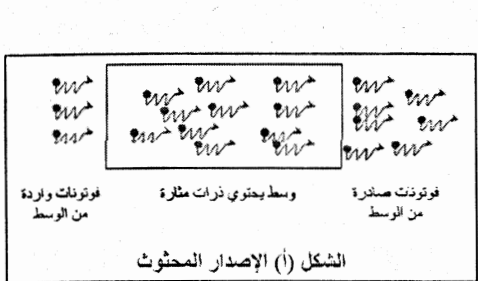 فوتونات صادرة
من الوسط
وسط يحتوي ذرات مثارة
فوتونات واردة
من الوسط
الشكل (أ) الإصدار المحثوث